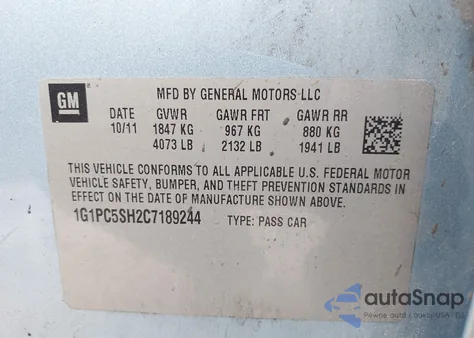 GM
MFD BY GENERAL MOTORS LLC
DATE GVWR GAWR FRT GAWR RR
10/11 1847 KG 967 KG 880 KG
4073 LB 2132 LB 1941 LB
THIS VEHICLE CONFORMS TO ALL APPLICABLE U.S. FEDERAL MOTOR
VEHICLE SAFETY, BUMPER, AND THEFT PREVENTION STANDARDS IN
EFFECT ON THE DATE OF MANUFACTURE SHOWN ABOVE.
1G1PC5SH2C7189244 TYPE: PASS CAR
autoSnap